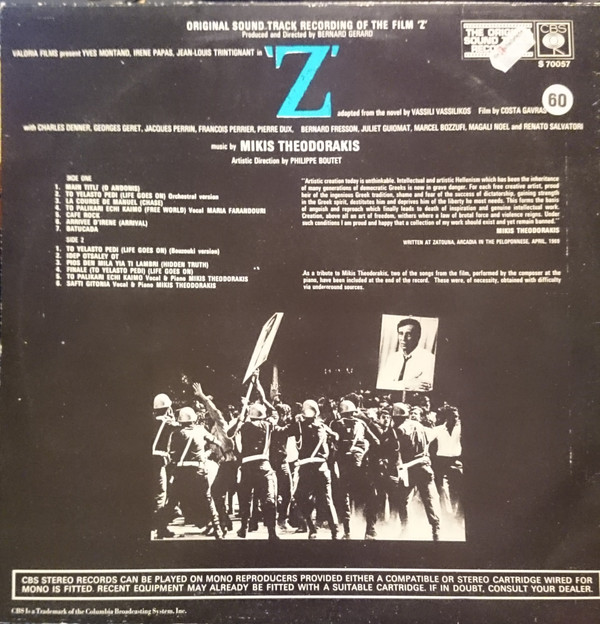 ORIGINAL SOUND TRACK RECORDING OF THE FILM 'Z'
Produced and Directed by BERNARD GERARD
THE ORIGINAL
SOUND
RECORD
CBS
S 70057
60
VALORIA FILMS present YVES MONTAND, IRENE PAPAS, JEAN-LOUIS TRINTIGNANT in
'Z'
adapted from the novel by VASSILI VASSILIKOS Film by COSTA GAVRAS
with CHARLES DENNER, GEORGES GERET, JACQUES PERRIN, FRANCOIS PERRIER, PIERRE DUX, BERNARD FRESSON, JULIET GUIOMAT, MARCEL BOZZUFI, MAGALI NOEL and RENATO SALVATORI
music by MIKIS THEODORAKIS
Artistic Direction by PHILIPPE BOUTET
SIDE ONE
1. MAIN TITLE (O ANDONIS)
2. TO YELASTO PEDI (LIFE GOES ON) Orchestral version
3. LA COURSE DE MANUEL (CHASE)
4. TO PALIKARI ECHI KAIMO (FREE WORLD) Vocal MARIA FARANDOURI
5. CAFE ROCK
6. ARRIVEE D'IRENE (ARRIVAL)
7. BATUCADA
SIDE 2
1. TO YELASTO PEDI (LIFE GOES ON) (Bouzouki version)
2. IDEP OTSALEY OT
3. PIOS DEN MILA YIA TI LAMBRI (HIDDEN TRUTH)
4. FINALE (TO YELASTO PEDI) (LIFE GOES ON)
5. TO PALIKARI ECHI KAIMO Vocal & Piano MIKIS THEODORAKIS
6. SAFTI GITONIA Vocal & Piano MIKIS THEODORAKIS
"Artistic creation today is unthinkable. Intellectual and artistic Hellenism which has been the inheritance
of many generations of democratic Greeks is now in grave danger. For each free creative artist, proud
heir of the ingenious Greek tradition, shame and fear of the success of dictatorship, gaining strength
in the Greek spirit, destitutes him and deprives him of the liberty he must needs. This forms the basis
of anguish and reproach which finally leads to death of inspiration and genuine intellectual work.
Creation, above all an art of freedom, withers where a law of brutal force and violence reigns. Under
such conditions I am proud and happy that a collection of my work should exist and yet remain banned."
MIKIS THEODORAKIS
WRITTEN AT ZATOUNA, ARCADIA IN THE PELOPONNESE, APRIL, 1969
As a tribute to Mikis Theodorakis, two of the songs from the film, performed by the composer at the
piano, have been included at the end of the record. These were, of necessity, obtained with difficulty
via underground sources.
CBS STEREO RECORDS CAN BE PLAYED ON MONO REPRODUCERS PROVIDED EITHER A COMPATIBLE OR STEREO CARTRIDGE WIRED FOR
MONO IS FITTED. RECENT EQUIPMENT MAY ALREADY BE FITTED WITH A SUITABLE CARTRIDGE. IF IN DOUBT, CONSULT YOUR DEALER.
CBS is a Trademark of the Columbia Broadcasting System, Inc.